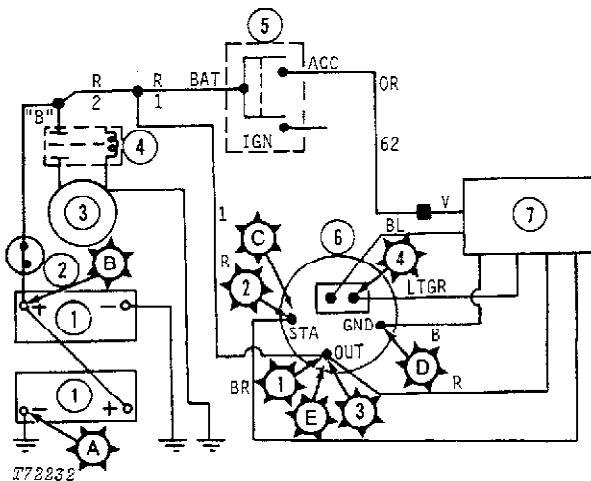 5
ACC
R R BAT OR
2 1
"B"
IGN
4
62
3
1
V
7
BL
C
6
2
B
R
2
4
LTGR
+ - 1
STA
GND
B
OUT
D
1
BR
R
1
E
3
- +
A
T72232